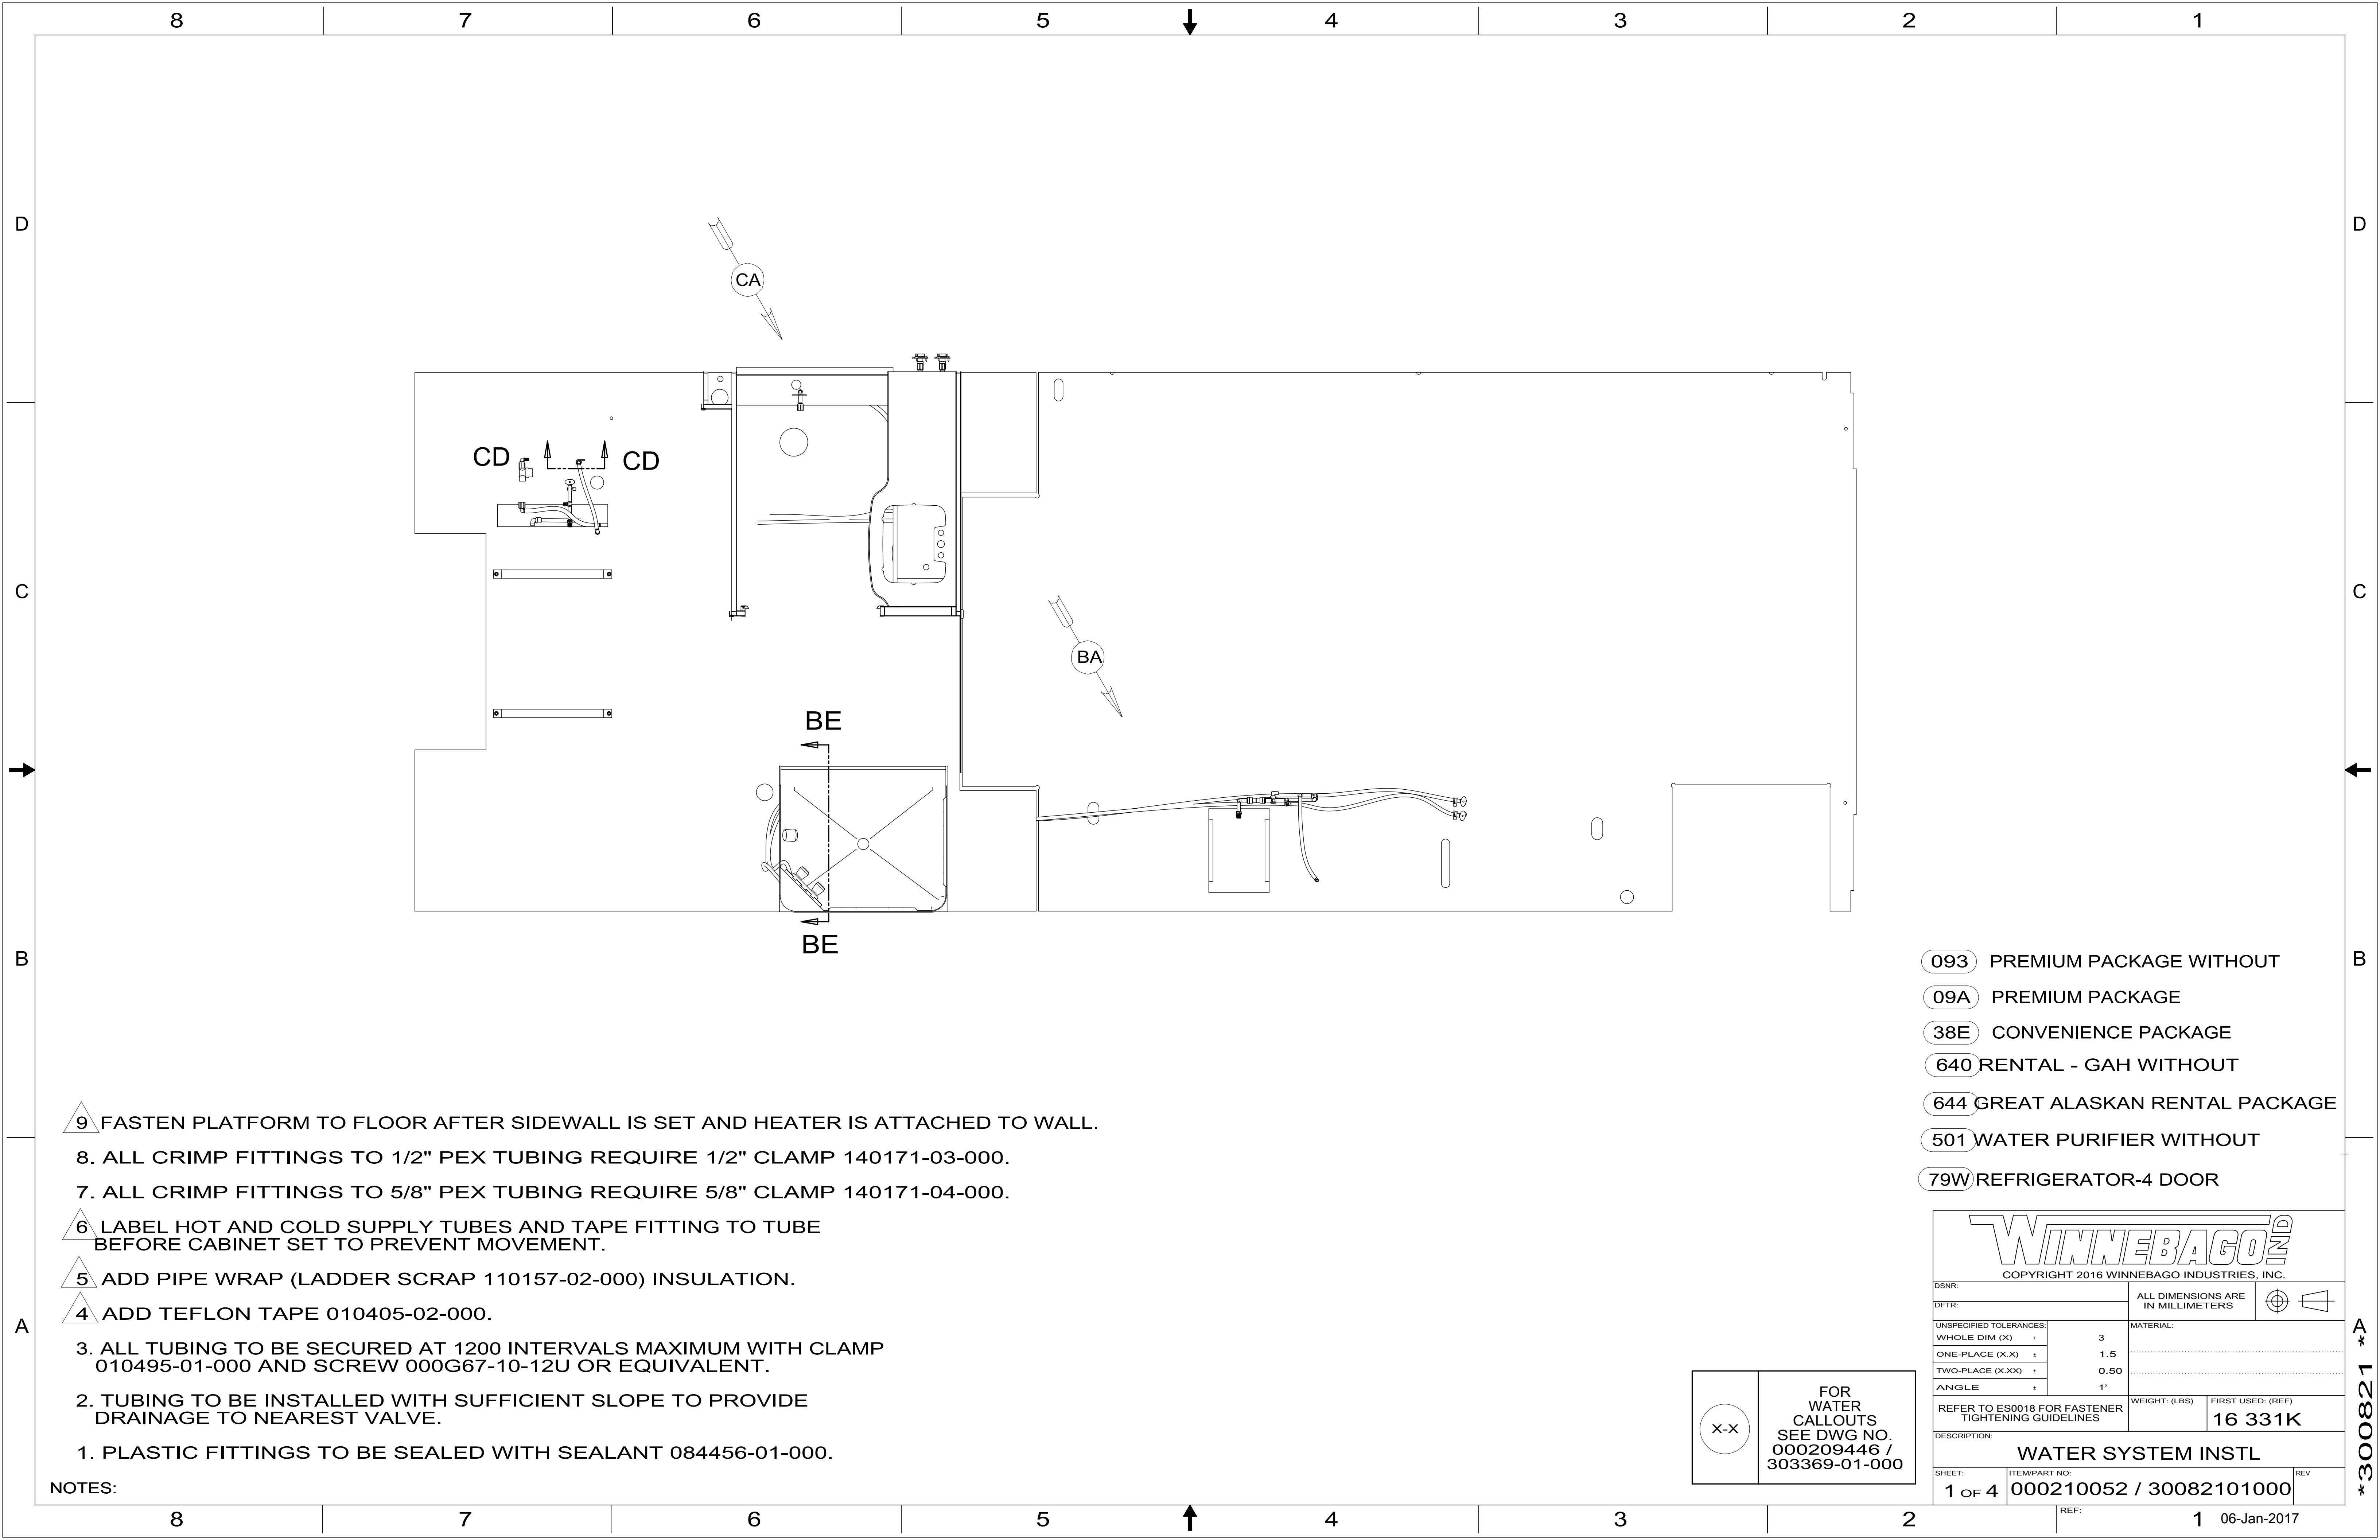 8 7 6 5 4 3 2 1
D D
CA
CD CD
C C
BA
BE
BE
B B
093 PREMIUM PACKAGE WITHOUT
09A PREMIUM PACKAGE
38E CONVENIENCE PACKAGE
640 RENTAL - GAH WITHOUT
644 GREAT ALASKAN RENTAL PACKAGE
501 WATER PURIFIER WITHOUT
79W REFRIGERATOR-4 DOOR
9 FASTEN PLATFORM TO FLOOR AFTER SIDEWALL IS SET AND HEATER IS ATTACHED TO WALL.
8. ALL CRIMP FITTINGS TO 1/2" PEX TUBING REQUIRE 1/2" CLAMP 140171-03-000.
7. ALL CRIMP FITTINGS TO 5/8" PEX TUBING REQUIRE 5/8" CLAMP 140171-04-000.
6 LABEL HOT AND COLD SUPPLY TUBES AND TAPE FITTING TO TUBE
BEFORE CABINET SET TO PREVENT MOVEMENT.
5 ADD PIPE WRAP (LADDER SCRAP 110157-02-000) INSULATION.
4 ADD TEFLON TAPE 010405-02-000.
3. ALL TUBING TO BE SECURED AT 1200 INTERVALS MAXIMUM WITH CLAMP
010495-01-000 AND SCREW 000G67-10-12U OR EQUIVALENT.
2. TUBING TO BE INSTALLED WITH SUFFICIENT SLOPE TO PROVIDE
DRAINAGE TO NEAREST VALVE.
1. PLASTIC FITTINGS TO BE SEALED WITH SEALANT 084456-01-000.
NOTES:
A A
X-X
FOR
WATER
CALLOUTS
SEE DWG NO.
000209446 /
303369-01-000
WINNEBAGO IND
COPYRIGHT 2016 WINNEBAGO INDUSTRIES, INC.
DSNR:
DFTR:
ALL DIMENSIONS ARE
IN MILLIMETERS
UNSPECIFIED TOLERANCES:
WHOLE DIM (X) ± 3
ONE-PLACE (X.X) ± 1.5
TWO-PLACE (X.XX) ± 0.50
ANGLE ± 1°
MATERIAL:
REFER TO ES0018 FOR FASTENER
TIGHTENING GUIDELINES
WEIGHT: (LBS)
FIRST USED: (REF)
16 331K
DESCRIPTION:
WATER SYSTEM INSTL
SHEET:
1 OF 4
ITEM/PART NO:
000210052 / 30082101000
REV
*300821*
8 7 6 5 4 3 2 1
REF:
06-Jan-2017